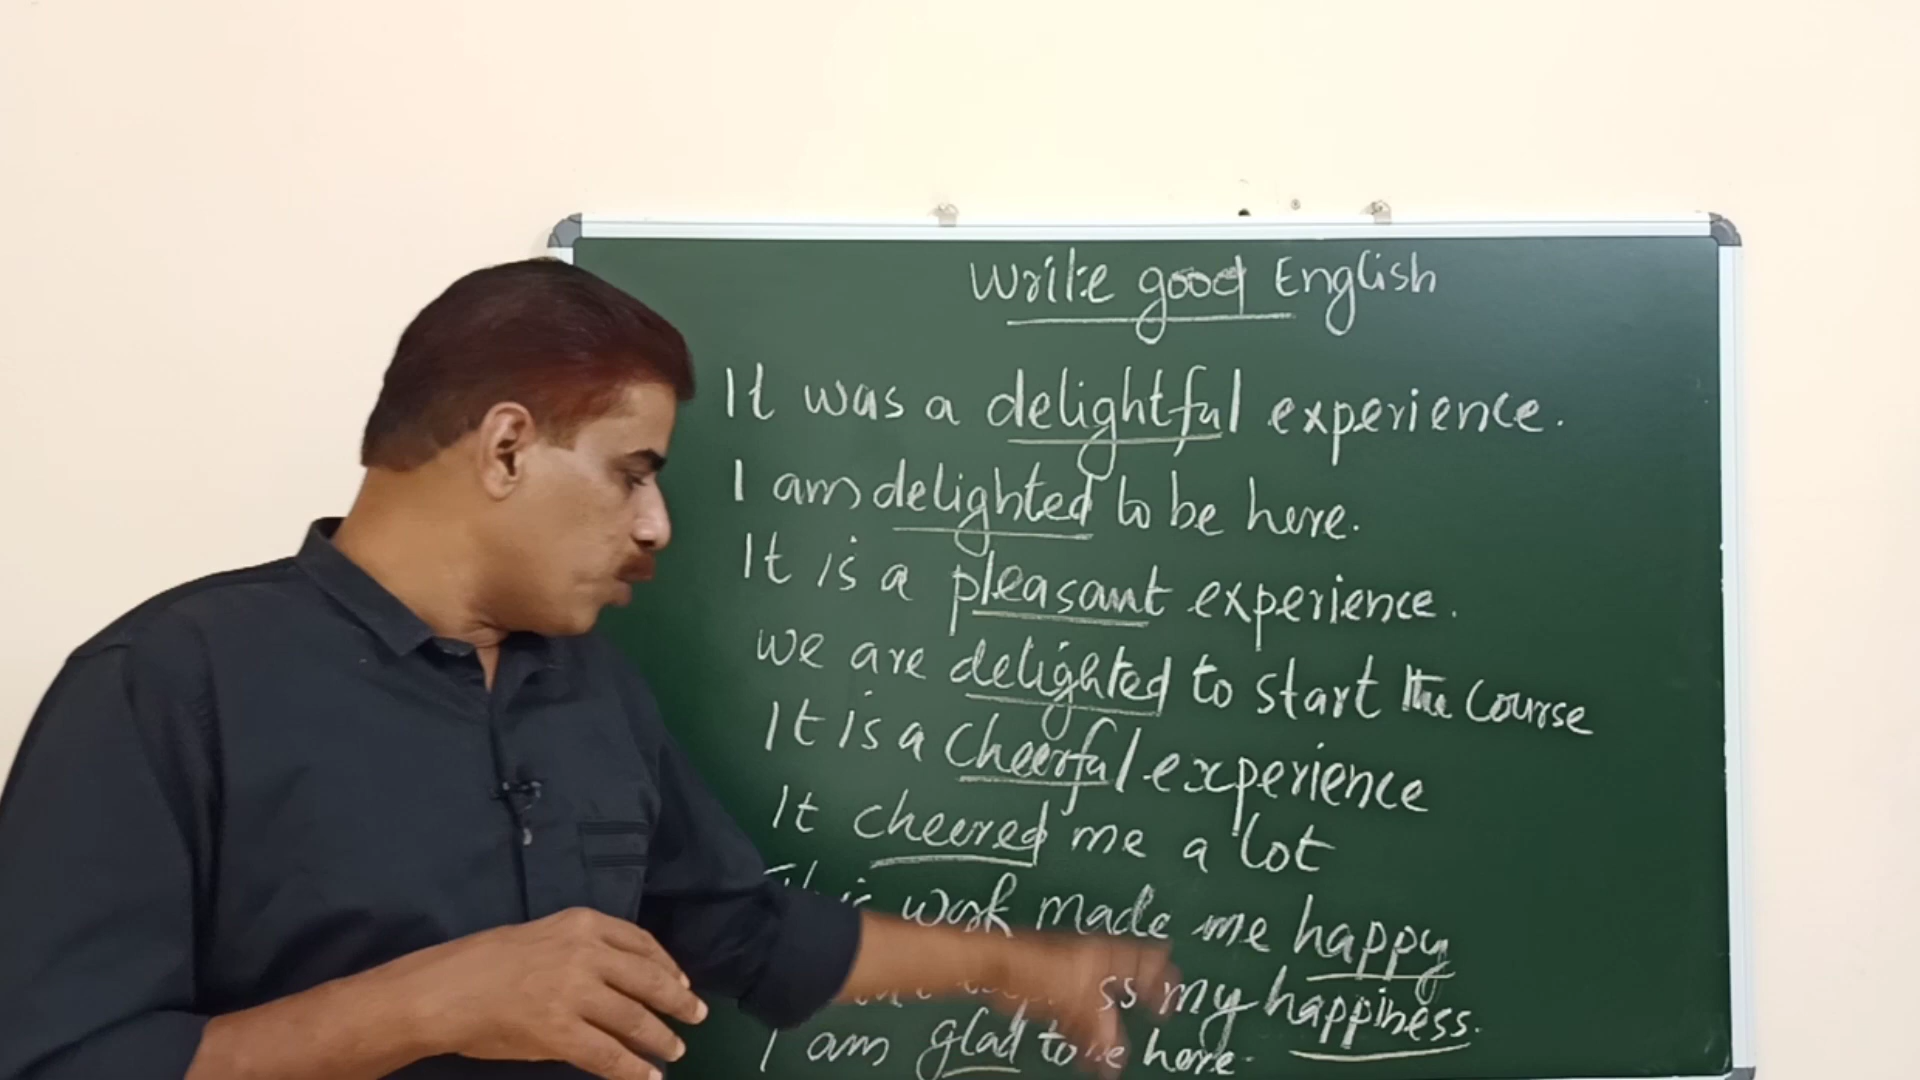 Write good English
It was a delightful experience.
I am delighted to be here.
It is a pleasant experience.
we are delighted to start the course
It is a cheerful experience
It cheered me a lot
work made me happy
my happiness.
I am glad to here.